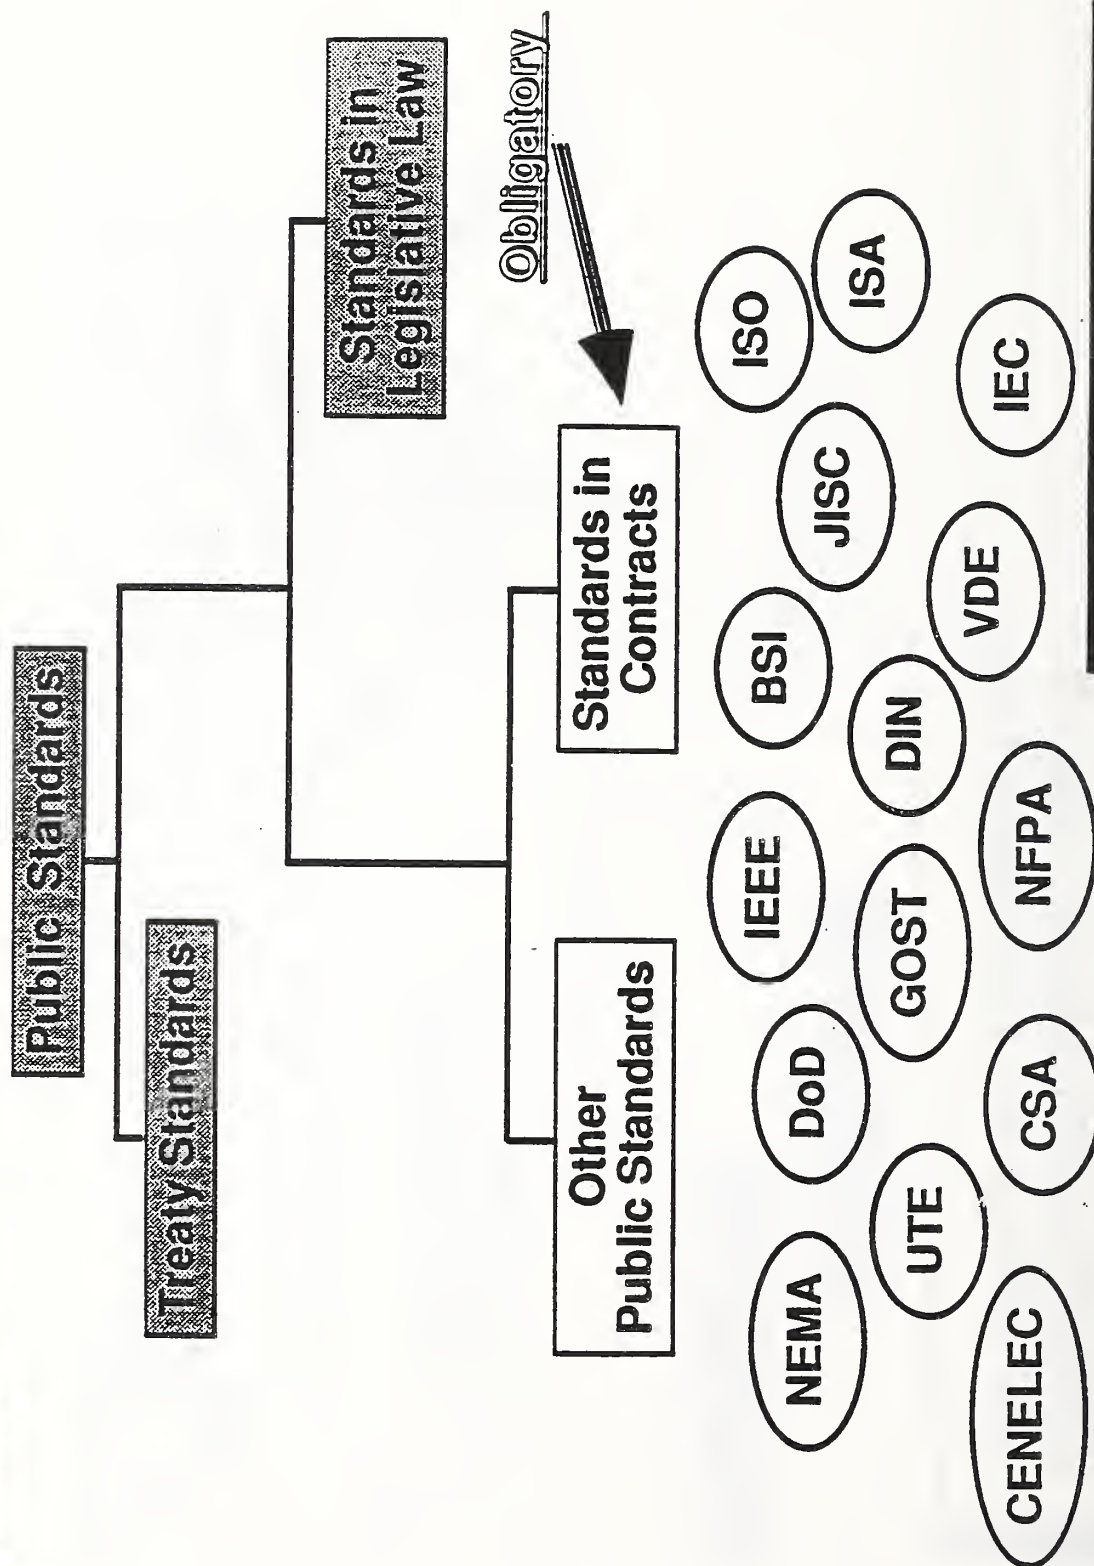 Public Standards
Treaty Standards
Standards in
Legislative Law
Obligatory
Other
Public Standards
Standards in
Contracts
NEMA
DoD
IEEE
BSI
JISC
ISO
ISA
UTE
GOST
DIN
VDE
IEC
CENELEC
CSA
NFPA